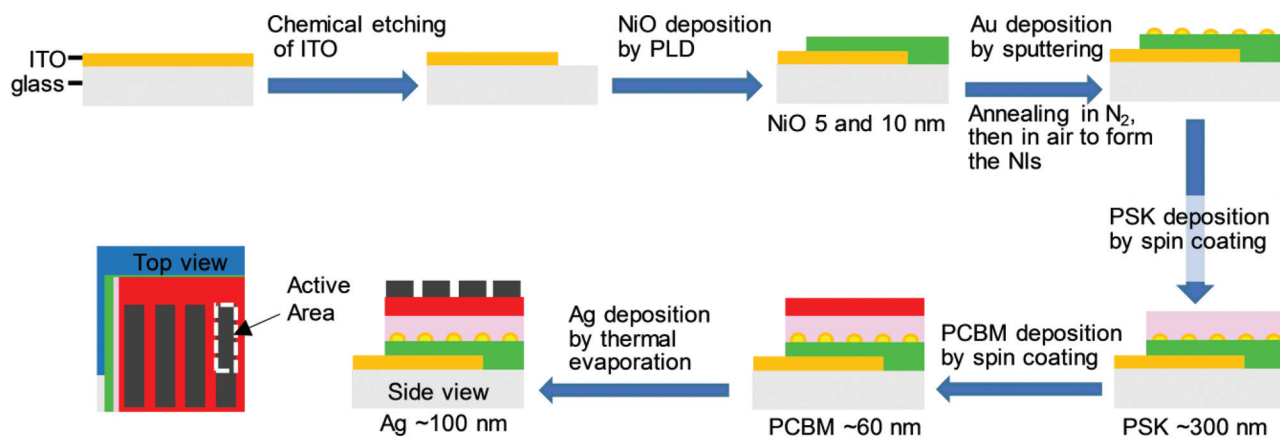 ITO
glass
Chemical etching
of ITO
NiO deposition
by PLD
NiO 5 and 10 nm
Au deposition
by sputtering
Annealing in N₂,
then in air to form
the NIs
PSK deposition
by spin coating
PSK ~300 nm
PCBM deposition
by spin coating
PCBM ~60 nm
Ag deposition
by thermal
evaporation
Side view
Ag ~100 nm
Top view
Active
Area